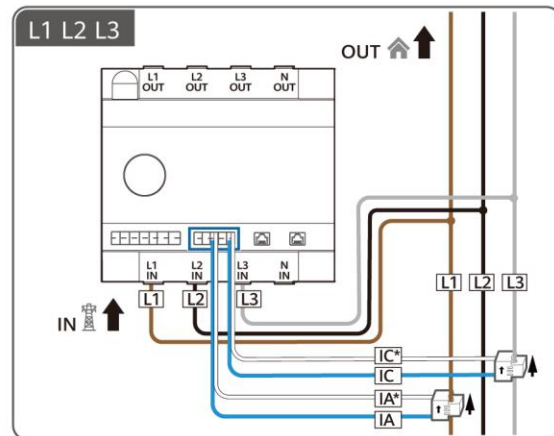 L1 L2 L3
OUT
L1 OUT
L2 OUT
L3 OUT
N OUT
L1 IN
L2 IN
L3 IN
N IN
L1
L2
L3
L1
L2
L3
IN
IC*
IC
IA*
IA